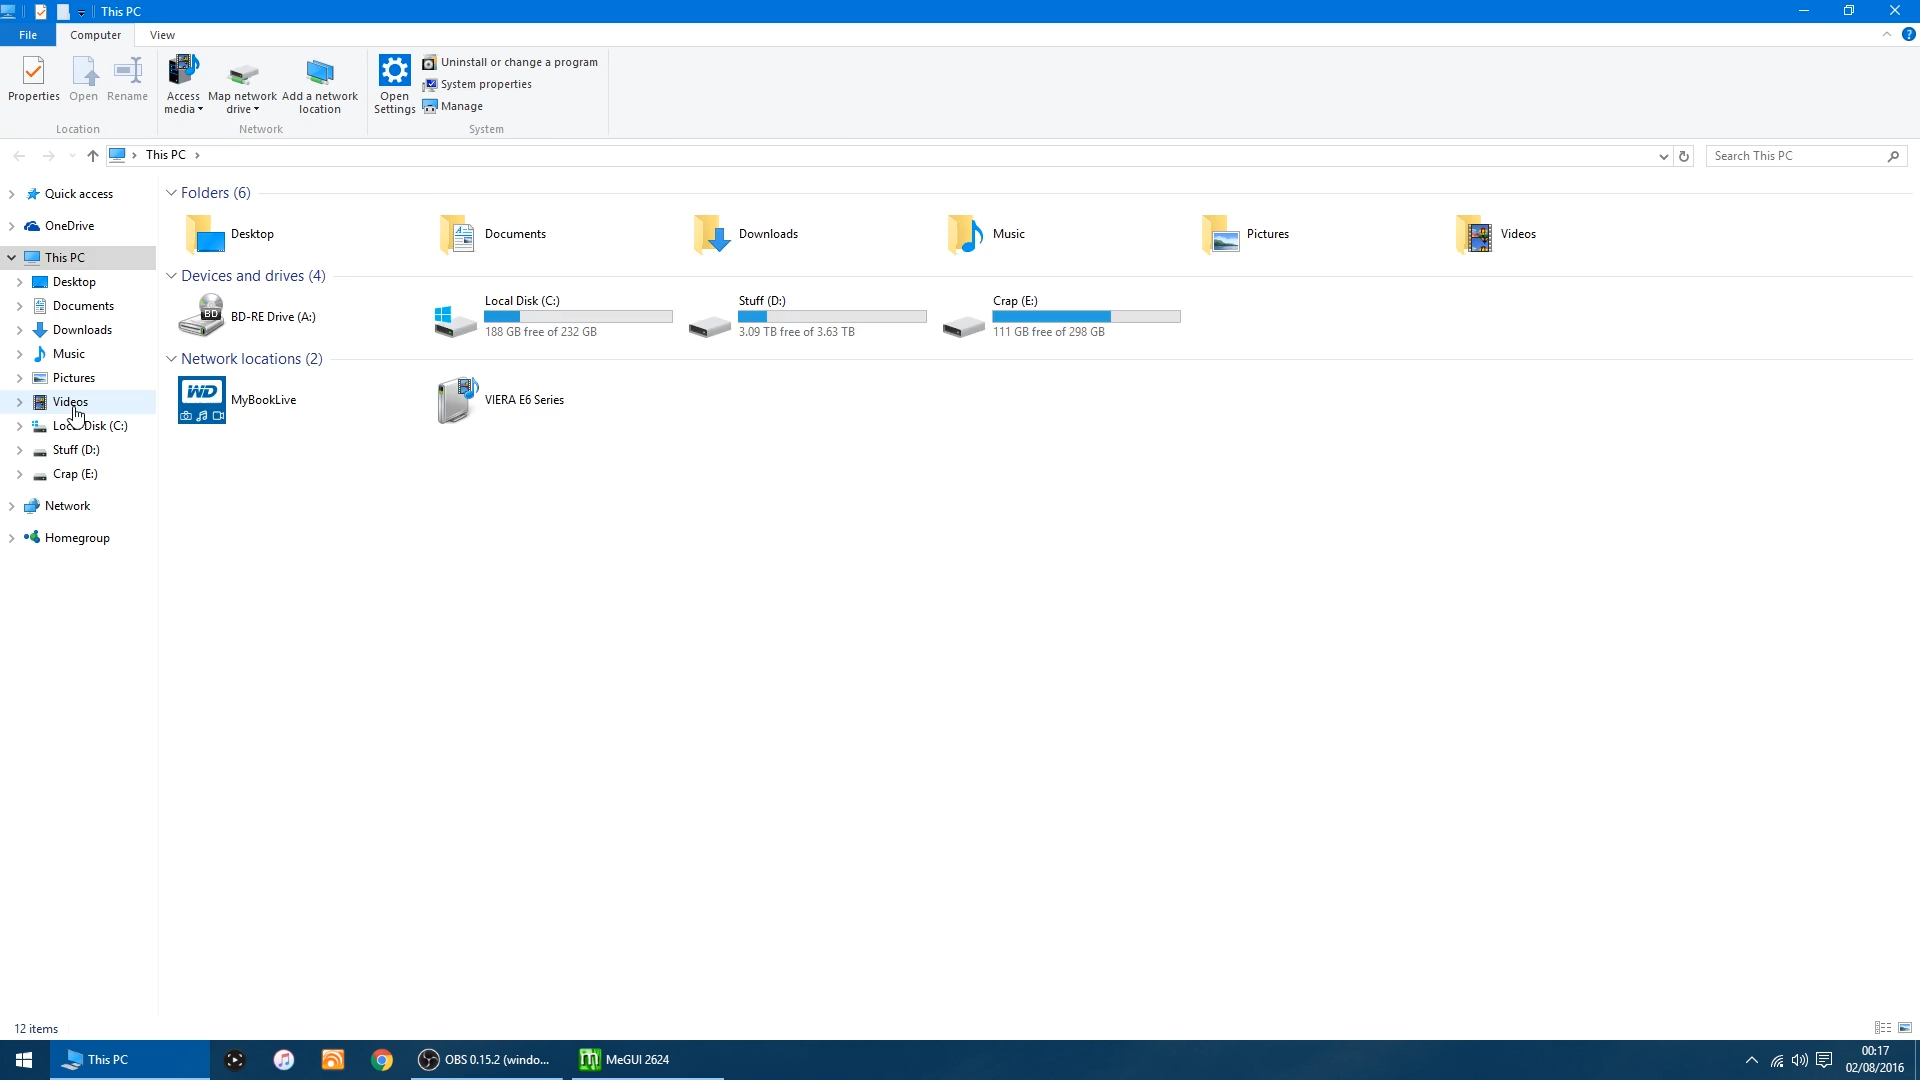 This PC
File Computer View
?
Properties Open Rename
Access media
Map network drive
Add a network location
Open Settings
Uninstall or change a program
System properties
Manage
Location Network System
This PC
Search This PC
Quick access
OneDrive
This PC
Desktop
Documents
Downloads
Music
Pictures
Videos
Local Disk (C:)
Stuff (D:)
Crap (E:)
Network
Homegroup
Folders (6)
Desktop Documents Downloads Music Pictures Videos
Devices and drives (4)
BD
BD-RE Drive (A:)
Local Disk (C:)
188 GB free of 232 GB
Stuff (D:)
3.09 TB free of 3.63 TB
Crap (E:)
111 GB free of 298 GB
Network locations (2)
WD
MyBookLive
VIERA E6 Series
12 items
This PC
OBS 0.15.2 (windo...
MeGUI 2624
00:17
02/08/2016